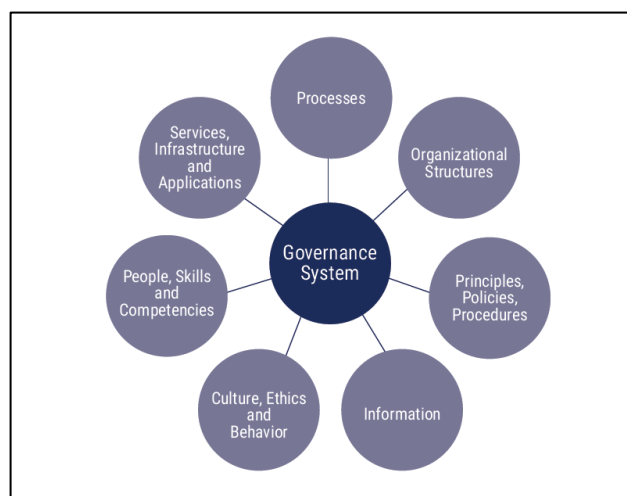 Processes
Services,
Infrastructure
and
Applications
Organizational
Structures
Governance
System
People, Skills
and
Competencies
Principles,
Policies,
Procedures
Culture, Ethics
and
Behavior
Information